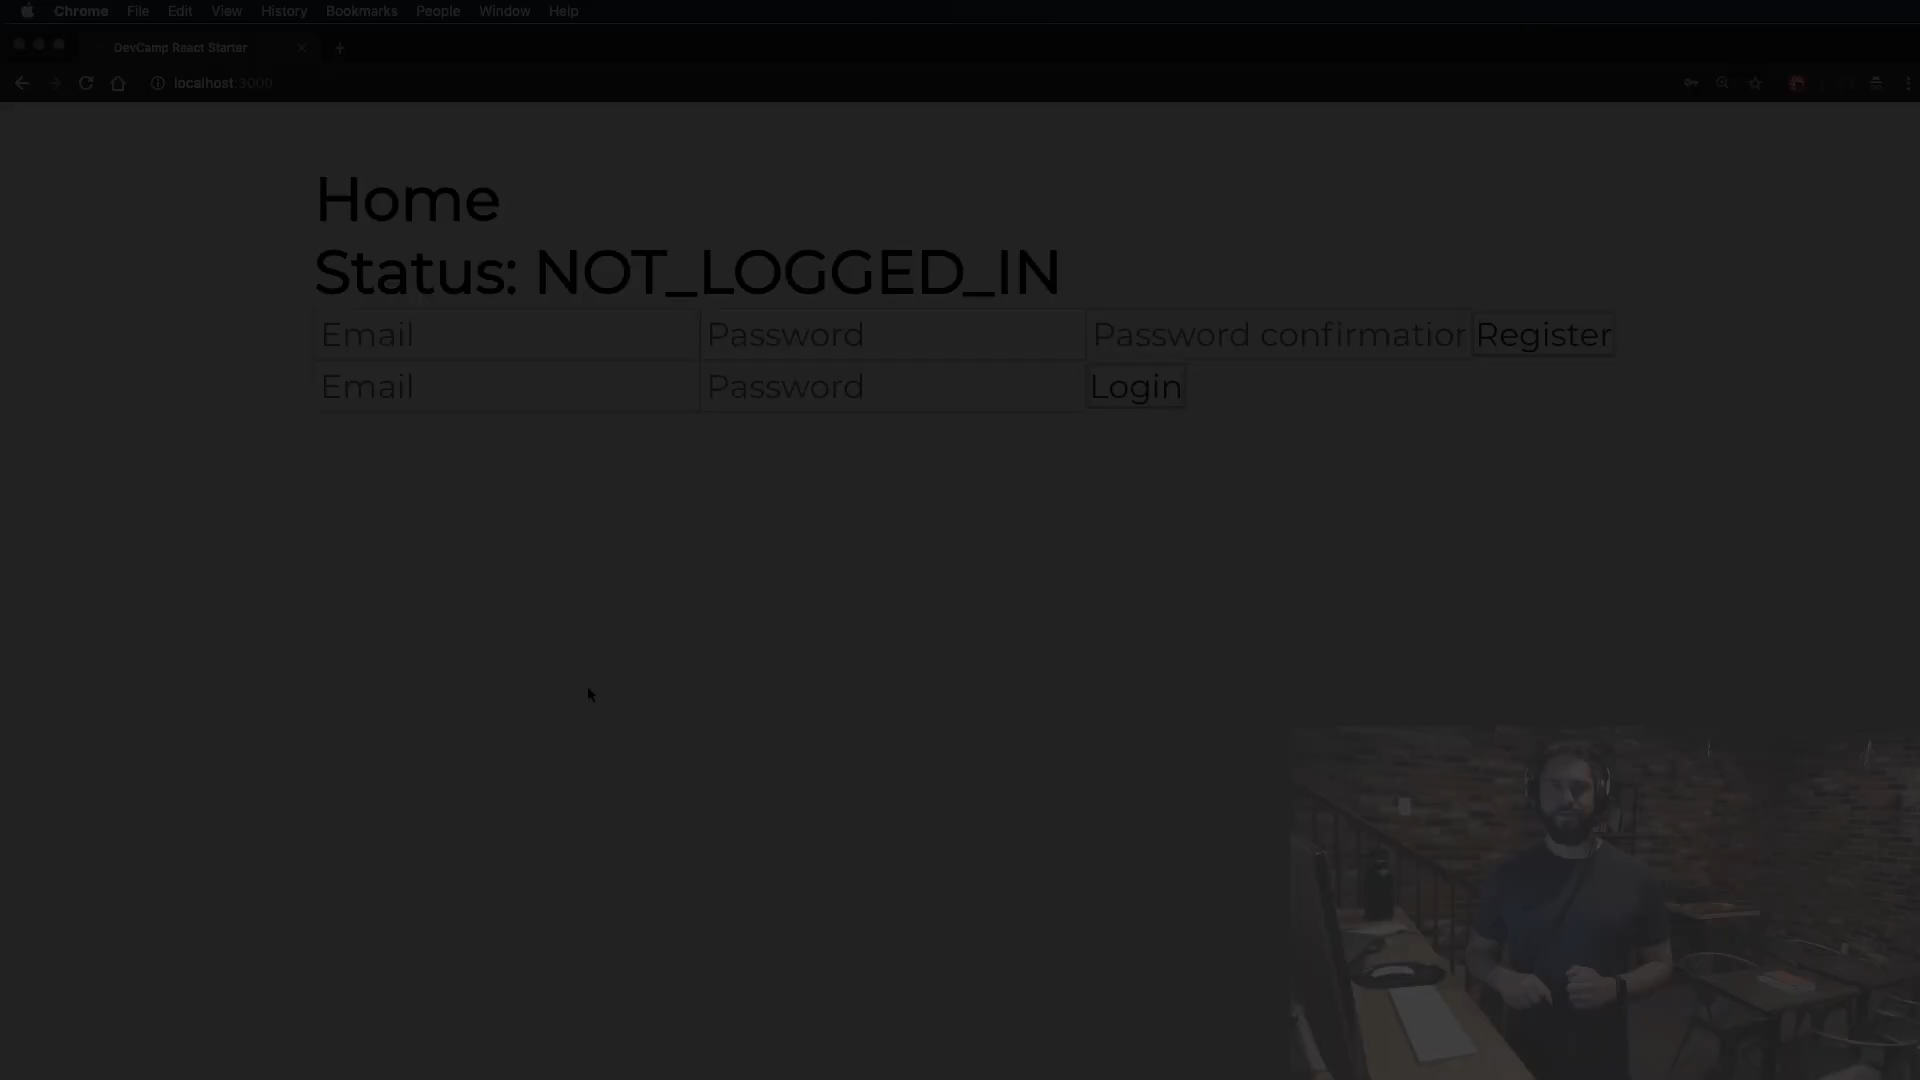 Chrome File Edit View History Bookmarks People Window Help
DevCamp React Starter
localhost:3000
Home
Status: NOT_LOGGED_IN
Email Password Password confirmation Register
Email Password Login